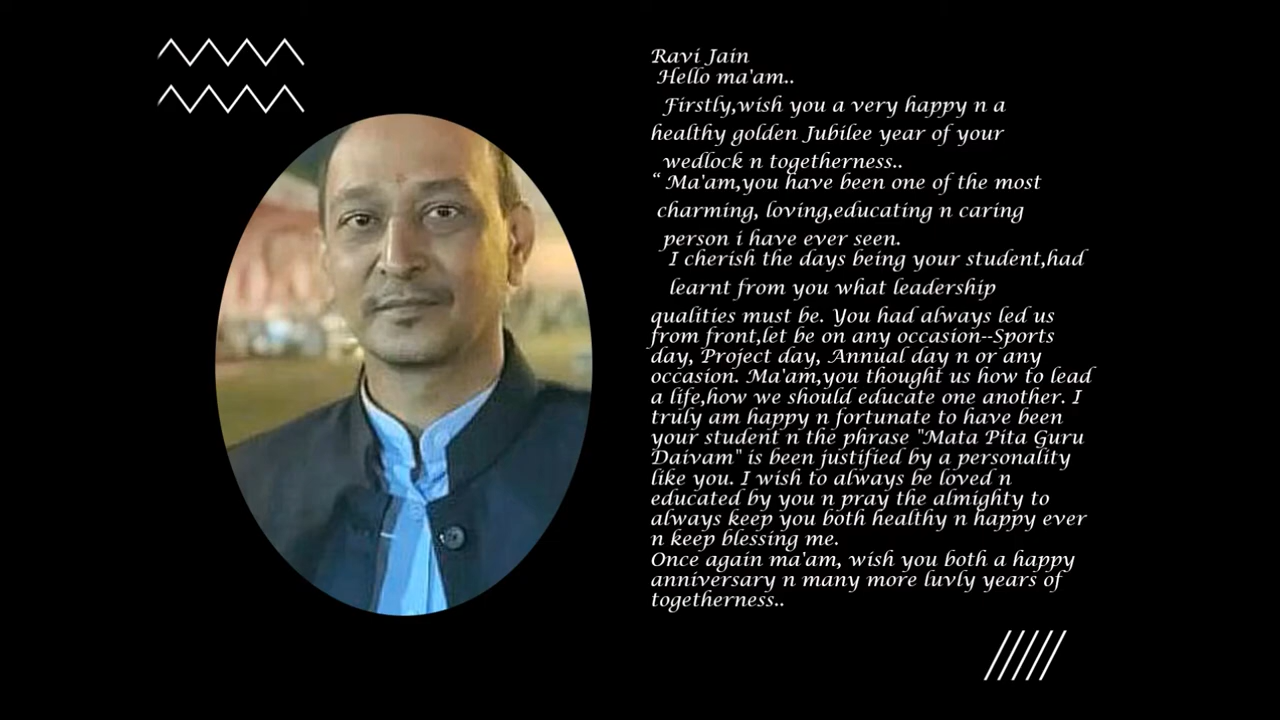 Ravi Jain
Hello ma'am..
Firstly,wish you a very happy n a
healthy golden Jubilee year of your
wedlock n togetherness..
“ Ma'am,you have been one of the most
charming, loving,educating n caring
person i have ever seen.
I cherish the days being your student,had
learnt from you what leadership
qualities must be. You had always led us
from front,let be on any occasion--Sports
day, Project day, Annual day n or any
occasion. Ma'am,you thought us how to lead
a life,how we should educate one another. I
truly am happy n fortunate to have been
your student n the phrase "Mata Pita Guru
Daivam" is been justified by a personality
like you. I wish to always be loved n
educated by you n pray the almighty to
always keep you both healthy n happy ever
n keep blessing me.
Once again ma'am, wish you both a happy
anniversary n many more luvly years of
togetherness..